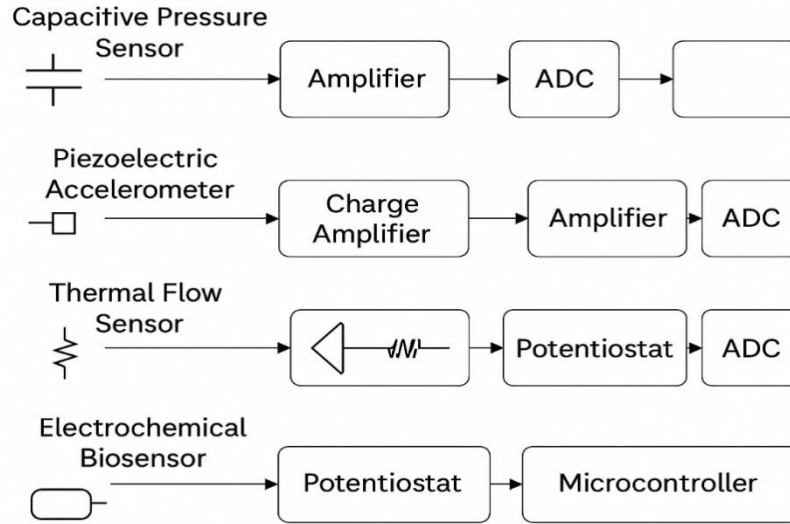 Capacitive Pressure
Sensor
Amplifier
ADC
Piezoelectric
Accelerometer
Charge
Amplifier
Amplifier
ADC
Thermal Flow
Sensor
Potentiostat
ADC
Electrochemical
Biosensor
Potentiostat
Microcontroller